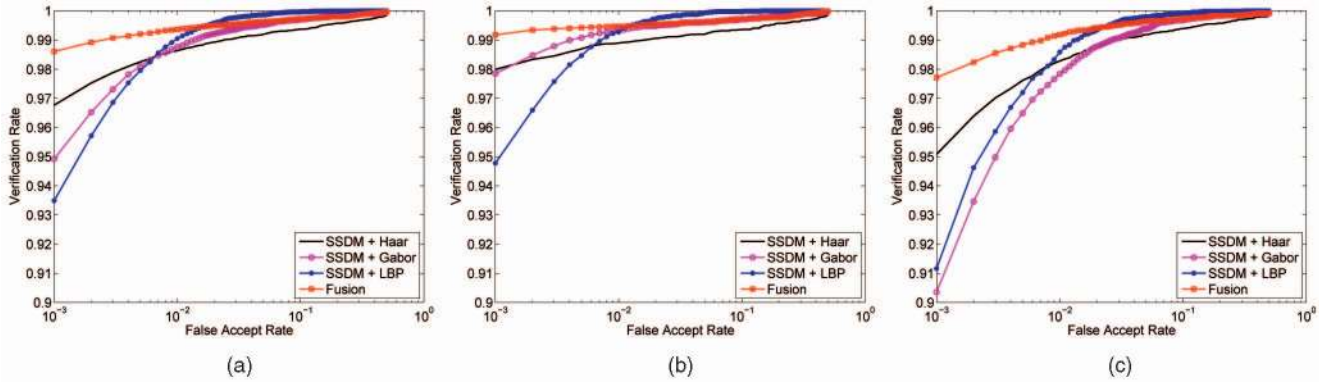 1
0.99
0.98
0.97
0.96
0.95
0.94
0.93
0.92
0.91
0.9
Verification Rate
SSDM + Haar
SSDM + Gabor
SSDM + LBP
Fusion
10⁻³
10⁻²
10⁻¹
10⁰
False Accept Rate
(a)
1
0.99
0.98
0.97
0.96
0.95
0.94
0.93
0.92
0.91
0.9
Verification Rate
SSDM + Haar
SSDM + Gabor
SSDM + LBP
Fusion
10⁻³
10⁻²
10⁻¹
10⁰
False Accept Rate
(b)
1
0.99
0.98
0.97
0.96
0.95
0.94
0.93
0.92
0.91
0.9
Verification Rate
SSDM + Haar
SSDM + Gabor
SSDM + LBP
Fusion
10⁻³
10⁻²
10⁻¹
10⁰
False Accept Rate
(c)